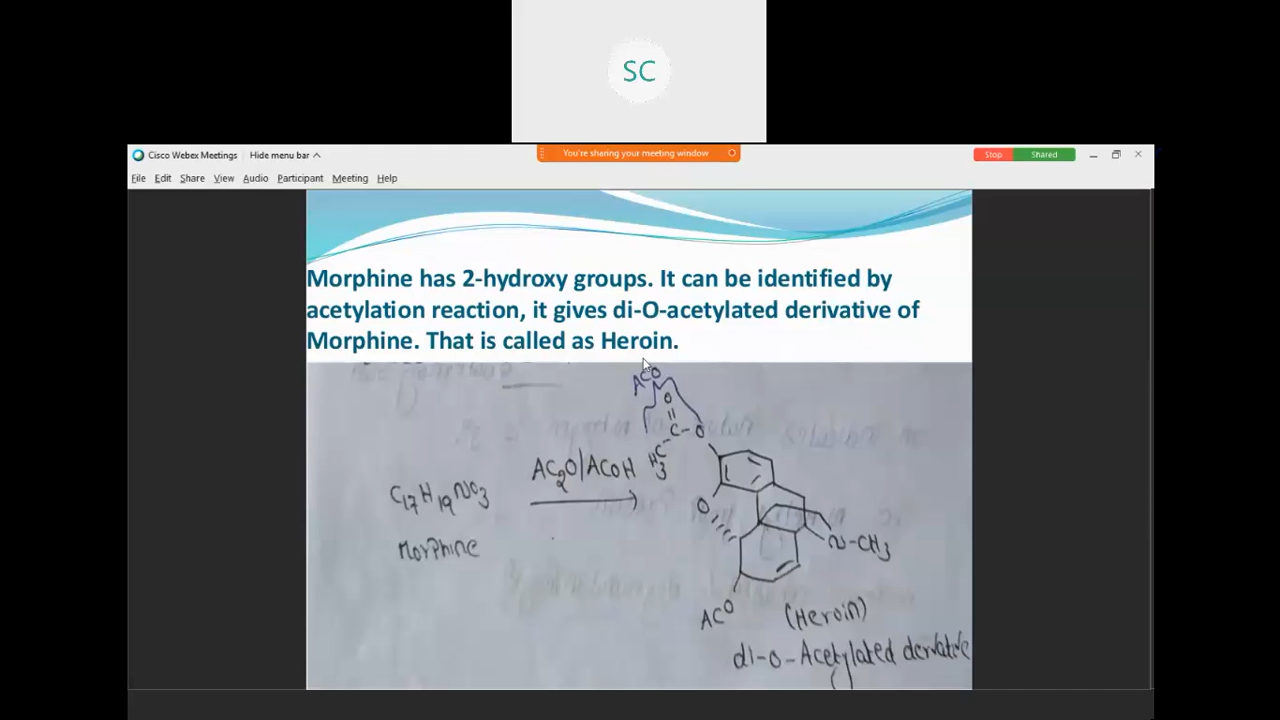 SC
Cisco Webex Meetings Hide menu bar
You're sharing your meeting window
Stop Shared
File Edit Share View Audio Participant Meeting Help
Morphine has 2-hydroxy groups. It can be identified by
acetylation reaction, it gives di-O-acetylated derivative of
Morphine. That is called as Heroin.
ACO
O
C-O
H3C
AC2O/ACOH
C17H19NO3
Morphine
O
N-CH3
ACO
(Heroin)
di-O-Acetylated derivative